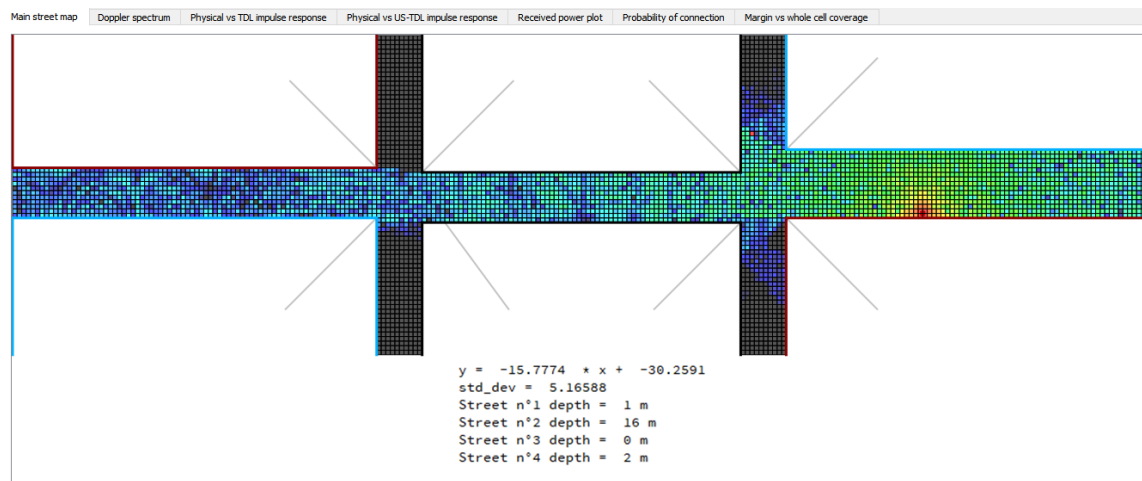 Main street map Doppler spectrum Physical vs TDL impulse response Physical vs US-TDL impulse response Received power plot Probability of connection Margin vs whole cell coverage
y = -15.7774 * x + -30.2591
std_dev = 5.16588
Street n°1 depth = 1 m
Street n°2 depth = 16 m
Street n°3 depth = 0 m
Street n°4 depth = 2 m